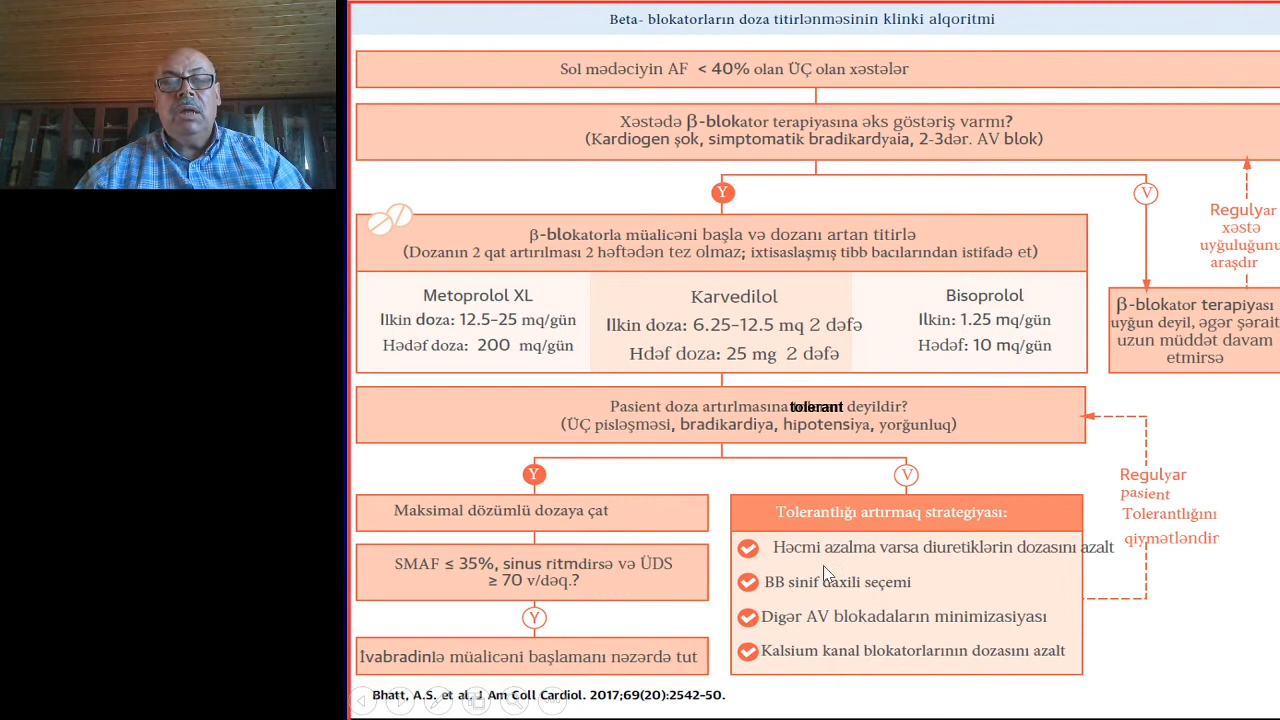 Beta- blokatorların doza titirlənməsinin klinki alqoritmi
Sol mədəciyin AF < 40% olan ÜÇ olan xəstələr
Xəstədə β-blokator terapiyasına əks göstəriş varmı?
(Kardiogen şok, simptomatik bradikardyaia, 2-3dər. AV blok)
Y
V
Regulyar
xəstə
uyğuluğunu
araşdır
β-blokatorla müalicəni başla və dozanı artan titirlə
(Dozanın 2 qat artırılması 2 həftədən tez olmaz; ixtisaslaşmış tibb bacılarından istifadə et)
Metoprolol XL
İlkin doza: 12.5–25 mq/gün
Hədəf doza: 200 mq/gün
Karvedilol
İlkin doza: 6.25–12.5 mq 2 dəfə
Hdəf doza: 25 mg 2 dəfə
Bisoprolol
Ilkin: 1.25 mq/gün
Hədəf: 10 mq/gün
β-blokator terapiyası
uyğun deyil, əgər şərait
uzun müddət davam
etmirsə
Pasient doza artırlmasına tolerant deyildir?
(ÜÇ pisləşməsi, bradikardiya, hipotensiya, yorğunluq)
Y
V
Regulyar
pasient
Tolerantlığını
qiymətləndir
Maksimal dözümlü dozaya çat
SMAF ≤ 35%, sinus ritmdirsə və ÜDS
≥ 70 v/dəq.?
Y
İvabradinlə müalicəni başlamanı nəzərdə tut
Tolerantlığı artırmaq strategiyası:
Həcmi azalma varsa diuretiklərin dozasını azalt
BB sinif daxili seçemi
Digər AV blokadaların minimizasiyası
Kalsium kanal blokatorlarının dozasını azalt
Bhatt, A.S. et al. J Am Coll Cardiol. 2017;69(20):2542–50.